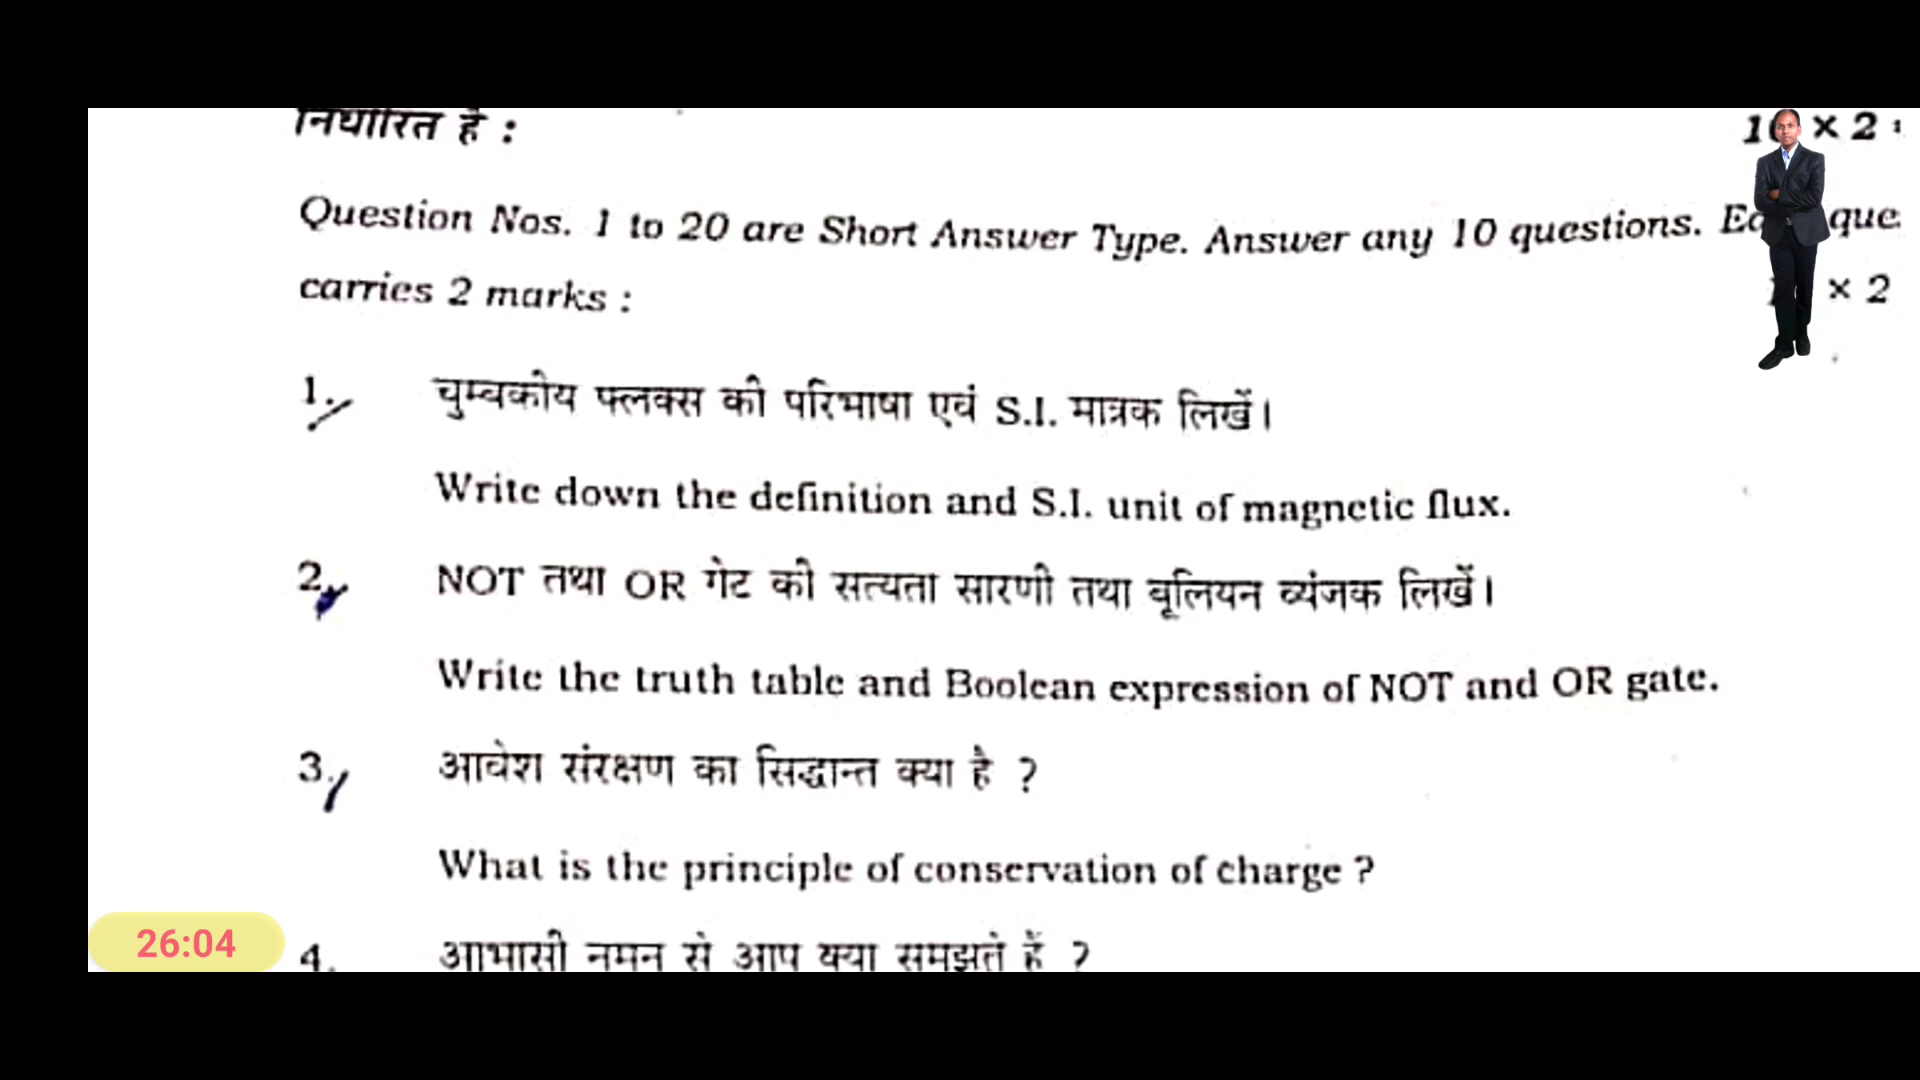 निर्धारित है :
× 2
Question Nos. 1 to 20 are Short Answer Type. Answer any 10 questions.
carries 2 marks : × 2
1. चुम्बकीय फ्लक्स की परिभाषा एवं S.I. मात्रक लिखें।
Write down the definition and S.I. unit of magnetic flux.
2. NOT तथा OR गेट की सत्यता सारणी तथा बूलियन व्यंजक लिखें।
Write the truth table and Boolean expression of NOT and OR gate.
3. आवेश संरक्षण का सिद्धान्त क्या है ?
What is the principle of conservation of charge ?
4. आभासी नमन से आप क्या समझते हैं ?
26:04